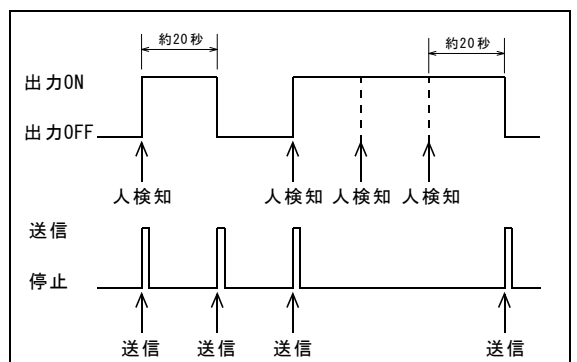 約20秒 約20秒
出力ON
出力OFF
人検知 人検知 人検知 人検知
送信
停止
送信 送信 送信 送信